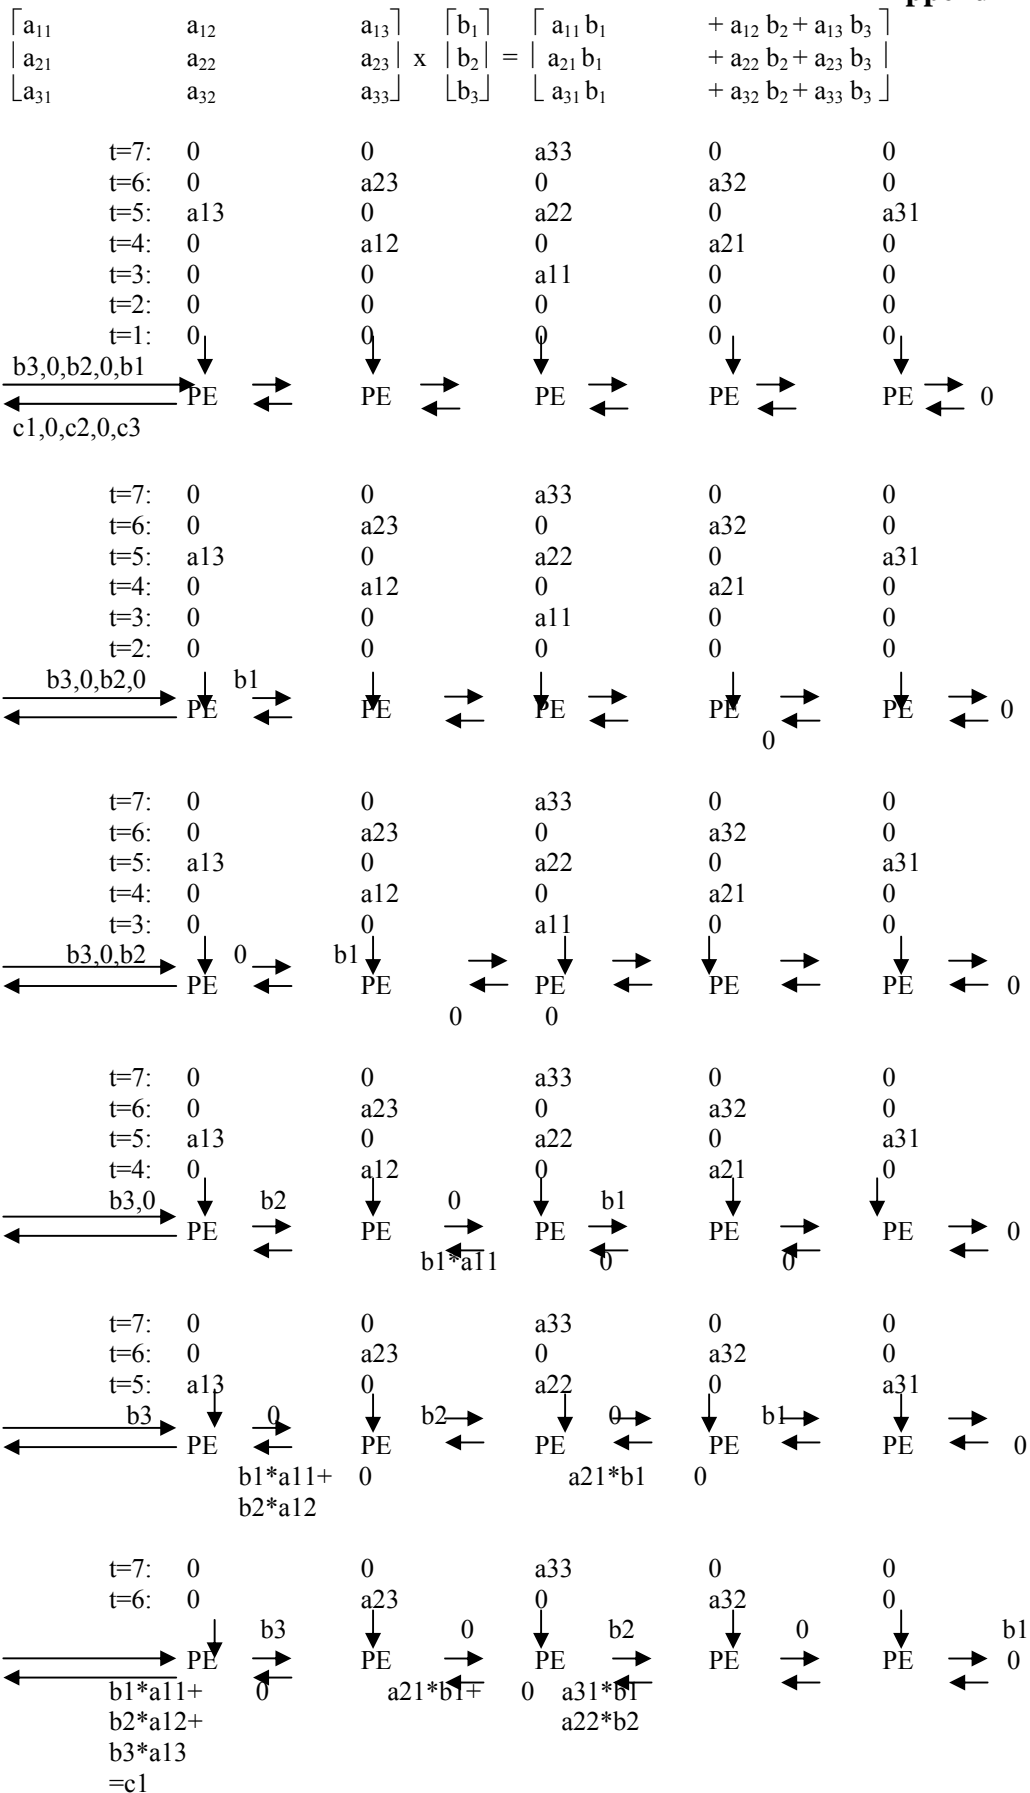 ⎡a11 a12 a13⎤ ⎡b1⎤ ⎡ a11 b1 + a12 b2 + a13 b3 ⎤
| a21 a22 a23| x |b2| = | a21 b1 + a22 b2 + a23 b3 |
⎣a31 a32 a33⎦ ⎣b3⎦ ⎣ a31 b1 + a32 b2 + a33 b3 ⎦
t=7: 0 0 a33 0 0
t=6: 0 a23 0 a32 0
t=5: a13 0 a22 0 a31
t=4: 0 a12 0 a21 0
t=3: 0 0 a11 0 0
t=2: 0 0 0 0 0
t=1: 0 0 0 0 0
b3,0,b2,0,b1
PE PE PE PE PE 0
c1,0,c2,0,c3
t=7: 0 0 a33 0 0
t=6: 0 a23 0 a32 0
t=5: a13 0 a22 0 a31
t=4: 0 a12 0 a21 0
t=3: 0 0 a11 0 0
t=2: 0 0 0 0 0
b3,0,b2,0 b1
PE PE PE PE PE 0
0
t=7: 0 0 a33 0 0
t=6: 0 a23 0 a32 0
t=5: a13 0 a22 0 a31
t=4: 0 a12 0 a21 0
t=3: 0 0 a11 0 0
b3,0,b2 0 b1
PE PE PE PE PE 0
0 0
t=7: 0 0 a33 0 0
t=6: 0 a23 0 a32 0
t=5: a13 0 a22 0 a31
t=4: 0 a12 0 a21 0
b3,0 b2 0 b1
PE PE PE PE PE 0
b1*a11 0 0
t=7: 0 0 a33 0 0
t=6: 0 a23 0 a32 0
t=5: a13 0 a22 0 a31
b3 0 b2 0 b1
PE PE PE PE PE 0
b1*a11+ 0 a21*b1 0
b2*a12
t=7: 0 0 a33 0 0
t=6: 0 a23 0 a32 0
b3 0 b2 0 b1
PE PE PE PE PE 0
b1*a11+ 0 a21*b1+ 0 a31*b1
b2*a12+ a22*b2
b3*a13
=c1